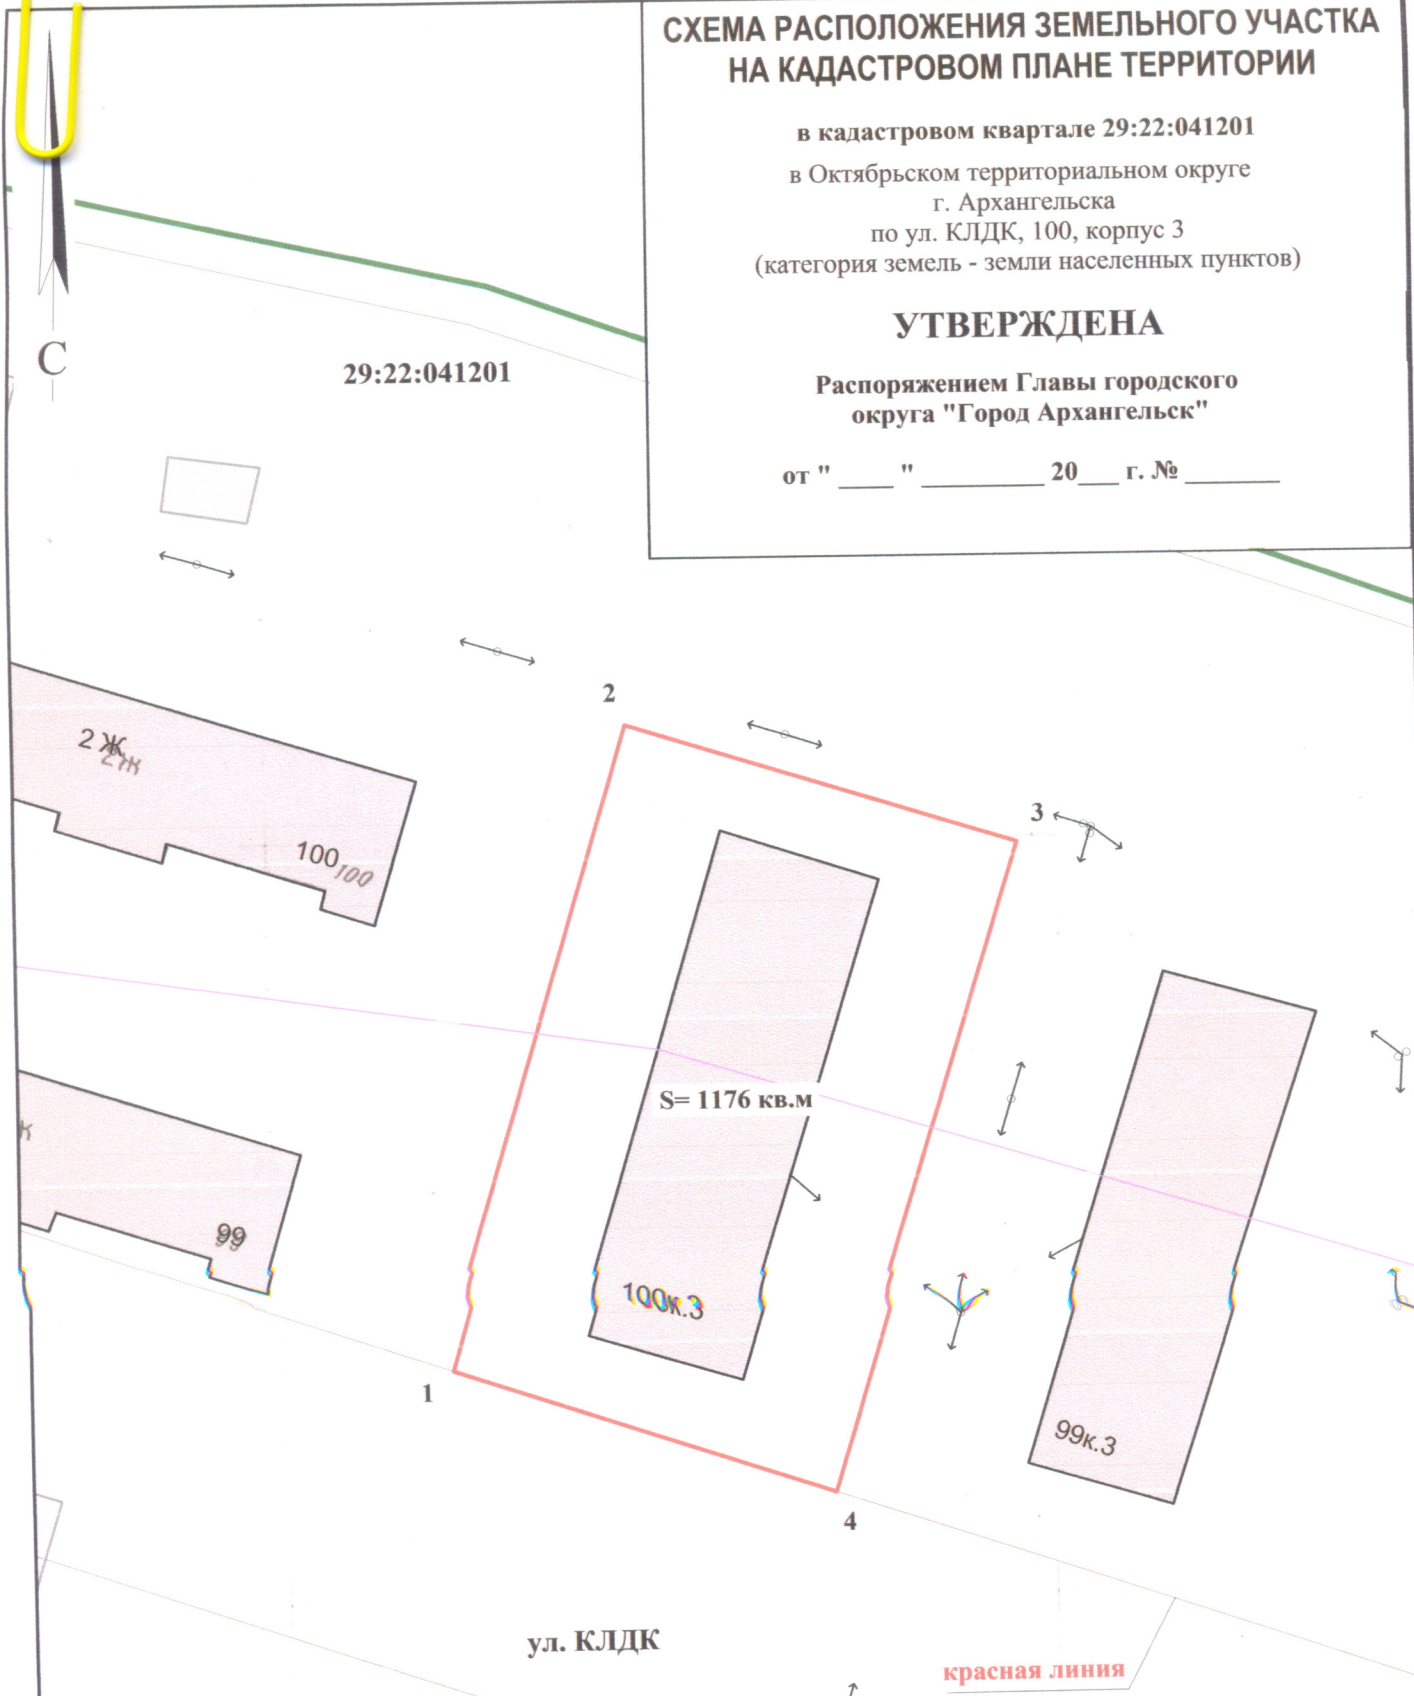 СХЕМА РАСПОЛОЖЕНИЯ ЗЕМЕЛЬНОГО УЧАСТКА
НА КАДАСТРОВОМ ПЛАНЕ ТЕРРИТОРИИ
в кадастровом квартале 29:22:041201
в Октябрьском территориальном округе
г. Архангельска
по ул. КЛДК, 100, корпус 3
(категория земель - земли населенных пунктов)
УТВЕРЖДЕНА
Распоряжением Главы городского
округа "Город Архангельск"
от " ____ " _________ 20___ г. № _______
С
29:22:041201
2
2 Ж
2Ж
3
100
100
S= 1176 кв.м
К
99
99
100к.3
1
99к.3
4
ул. КЛДК
красная линия